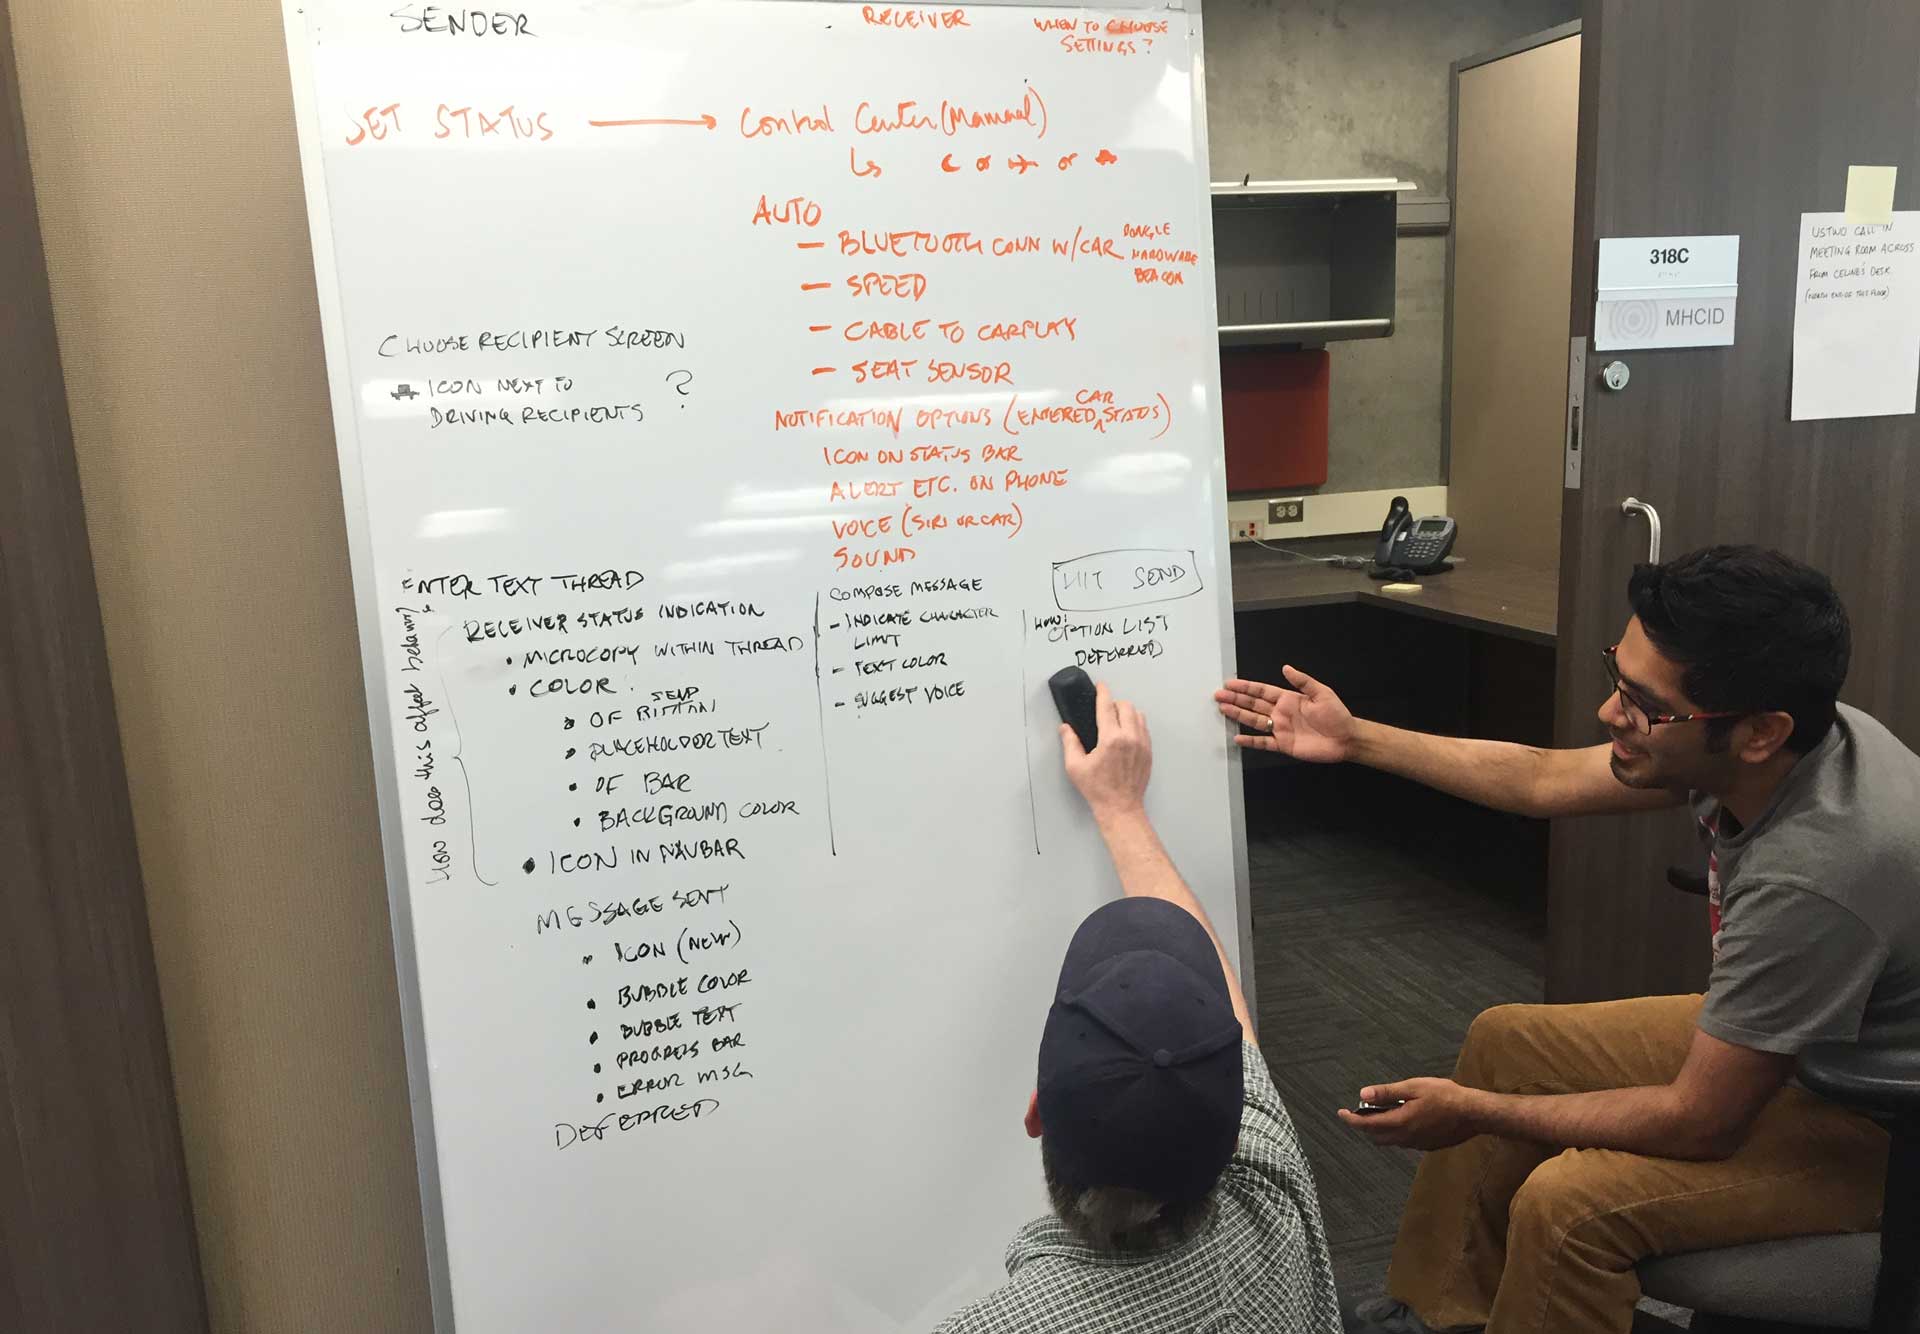 SENDER
RECEIVER
WHEN TO CHOOSE
SETTINGS?
SET STATUS → Control Center (Manual)
↳ or or
AUTO
— BLUETOOTH CONN W/CAR
DONGLE
HARDWARE
BEACON
— SPEED
— CABLE TO CARPLAY
— SEAT SENSOR
CHOOSE RECIPIENT SCREEN
ICON NEXT TO
DRIVING RECIPIENTS ?
NOTIFICATION OPTIONS (ENTERED CAR STATUS)
ICON ON STATUS BAR
ALERT ETC. ON PHONE
VOICE (SIRI OR CAR)
SOUND
ENTER TEXT THREAD
RECEIVER STATUS INDICATION
• MICROCOPY WITHIN THREAD
• COLOR:
• OF SEND BUTTON
• PLACEHOLDER TEXT
• OF BAR
• BACKGROUND COLOR
• ICON IN NAVBAR
How does this affect behavior?
MESSAGE SENT
• ICON (NEW)
• BUBBLE COLOR
• BUBBLE TEXT
• PROGRESS BAR
• ERROR MSG
DEFERRED
COMPOSE MESSAGE
- INDICATE CHARACTER
LIMIT
- TEXT COLOR
- SUGGEST VOICE
HIT SEND
HOW?
OPTION LIST
DEFERRED
318C
MHCID
USTWO CALL IN
MEETING ROOM ACROSS
FROM CELINE'S DESK.
(NORTH END OF THIS FLOOR)